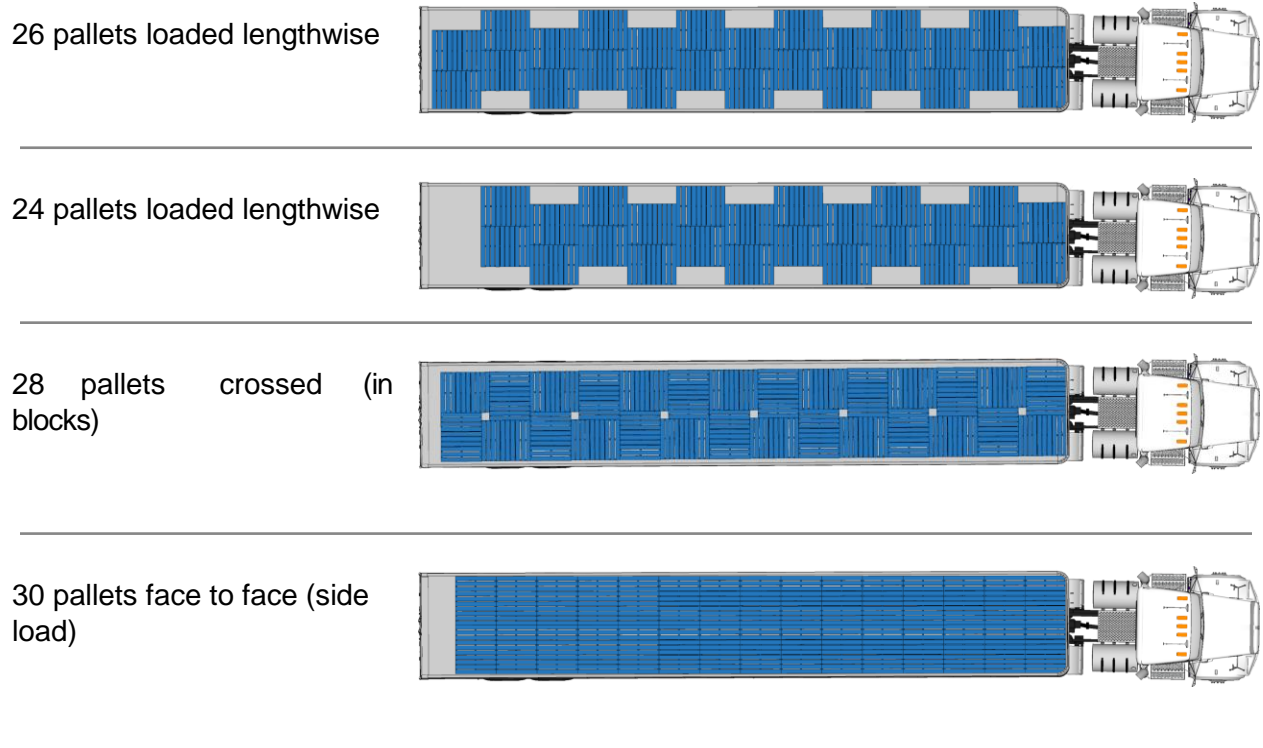 26 pallets loaded lengthwise
24 pallets loaded lengthwise
28 pallets crossed (in
blocks)
30 pallets face to face (side
load)